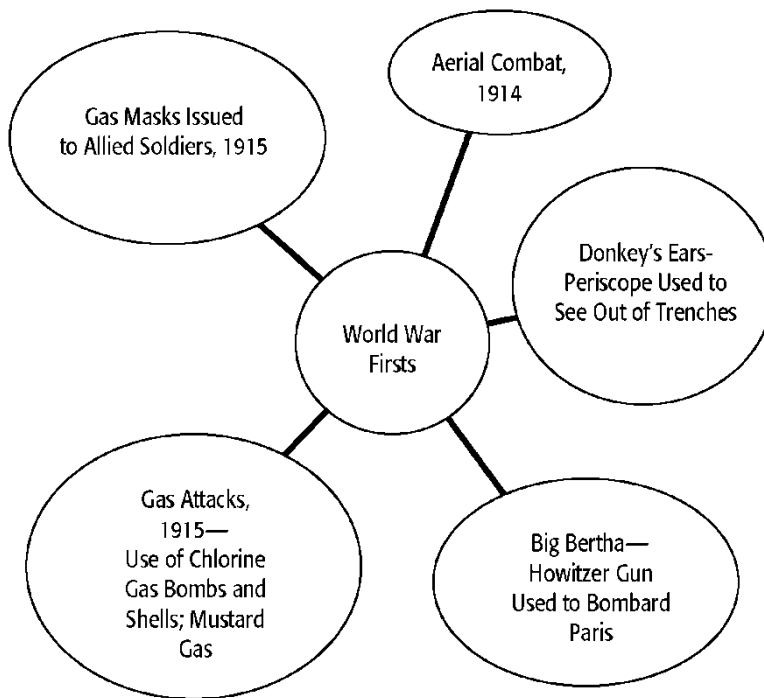 Aerial Combat,
1914
Gas Masks Issued
to Allied Soldiers, 1915
Donkey's Ears-
Periscope Used to
See Out of Trenches
World War
Firsts
Gas Attacks,
1915—
Use of Chlorine
Gas Bombs and
Shells; Mustard
Gas
Big Bertha—
Howitzer Gun
Used to Bombard
Paris